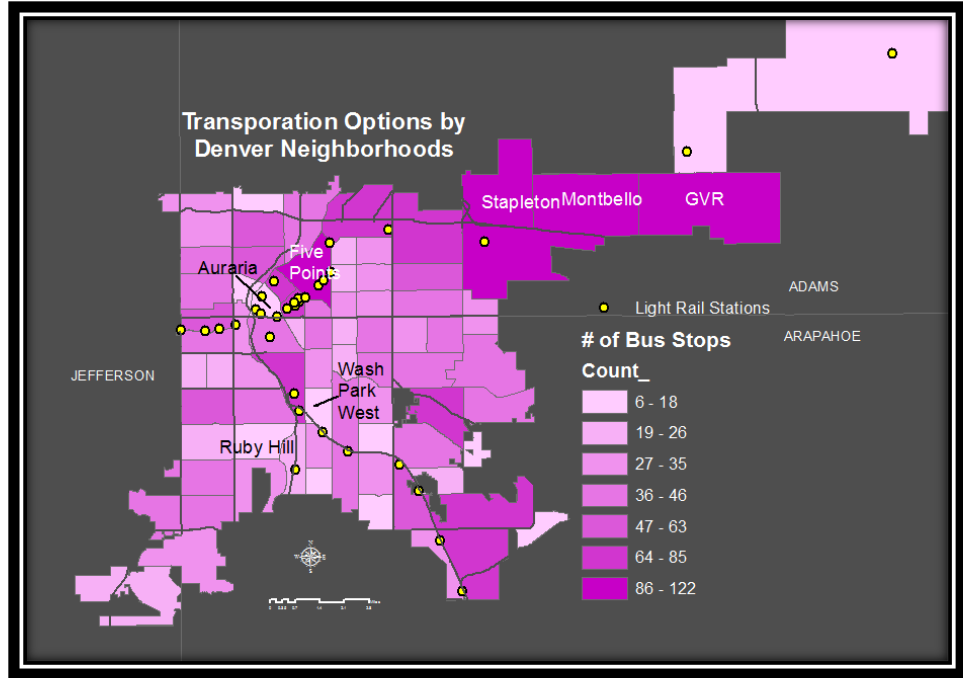 Transporation Options by
Denver Neighborhoods
Stapleton
Montbello
GVR
Five
Points
Auraria
ADAMS
Light Rail Stations
ARAPAHOE
# of Bus Stops
JEFFERSON
Wash
Park
West
Count_
6 - 18
19 - 26
Ruby Hill
27 - 35
36 - 46
47 - 63
64 - 85
86 - 122